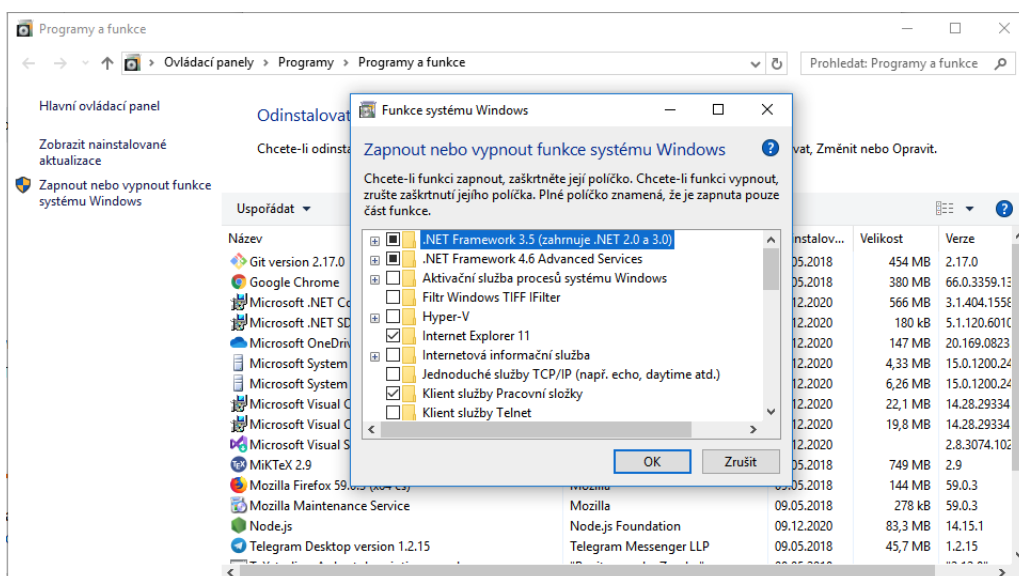 Programy a funkce
Ovládací panely > Programy > Programy a funkce
Prohledat: Programy a funkce
Hlavní ovládací panel
Zobrazit nainstalované
aktualizace
Zapnout nebo vypnout funkce
systému Windows
Odinstalovat
Chcete-li odinsta
vat, Změnit nebo Opravit.
Uspořádat
Název
instalov...
Velikost
Verze
Git version 2.17.0
05.2018 454 MB 2.17.0
Google Chrome
05.2018 380 MB 66.0.3359.13
Microsoft .NET Co
12.2020 566 MB 3.1.404.1558
Microsoft .NET SD
12.2020 180 kB 5.1.120.6010
Microsoft OneDriv
12.2020 147 MB 20.169.0823
Microsoft System
12.2020 4,33 MB 15.0.1200.24
Microsoft System
12.2020 6,26 MB 15.0.1200.24
Microsoft Visual C
12.2020 22,1 MB 14.28.29334
Microsoft Visual C
12.2020 19,8 MB 14.28.29334
Microsoft Visual S
12.2020 2.8.3074.102
MiKTeX 2.9
05.2018 749 MB 2.9
Mozilla Firefox 59.0.3 (x64 cs) Mozilla 09.05.2018 144 MB 59.0.3
Mozilla Maintenance Service Mozilla 09.05.2018 278 kB 59.0.3
Node.js Node.js Foundation 09.12.2020 83,3 MB 14.15.1
Telegram Desktop version 1.2.15 Telegram Messenger LLP 09.05.2018 45,7 MB 1.2.15
Funkce systému Windows
Zapnout nebo vypnout funkce systému Windows
Chcete-li funkci zapnout, zaškrtněte její políčko. Chcete-li funkci vypnout,
zrušte zaškrtnutí jejího políčka. Plné políčko znamená, že je zapnuta pouze
část funkce.
.NET Framework 3.5 (zahrnuje .NET 2.0 a 3.0)
.NET Framework 4.6 Advanced Services
Aktivační služba procesů systému Windows
Filtr Windows TIFF IFilter
Hyper-V
Internet Explorer 11
Internetová informační služba
Jednoduché služby TCP/IP (např. echo, daytime atd.)
Klient služby Pracovní složky
Klient služby Telnet
OK
Zrušit